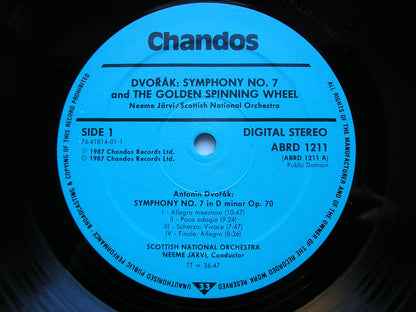 Chandos
DVOŘÁK: SYMPHONY NO. 7
and THE GOLDEN SPINNING WHEEL
Neeme Järvi/Scottish National Orchestra
SIDE 1
76.41814-01-1
Ⓟ 1987 Chandos Records Ltd.
© 1987 Chandos Records Ltd.
DIGITAL STEREO
ABRD 1211
(ABRD 1211 A)
Public Domain
Antonin Dvořák:
SYMPHONY NO. 7 in D minor Op. 70
I - Allegro maestoso (10:47)
II - Poco adagio (9:24)
III - Scherzo: Vivace (7:47)
IV - Finale: Allegro (8:36)
SCOTTISH NATIONAL ORCHESTRA
NEEME JÄRVI, Conductor
TT = 36:47
ALL RIGHTS OF THE MANUFACTURER AND OF THE OWNER OF THE RECORDED WORK RESERVED
33
UNAUTHORISED PUBLIC PERFORMANCE, BROADCASTING & COPYING OF THIS RECORD PROHIBITED